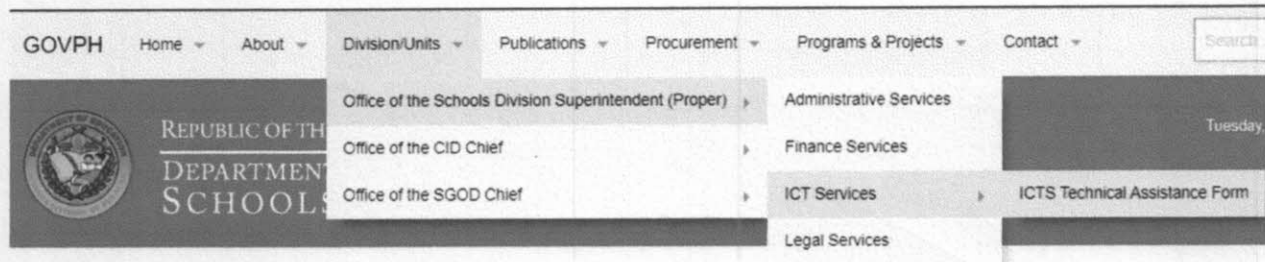 GOVPH Home About Division/Units Publications Procurement Programs & Projects Contact Search
Office of the Schools Division Superintendent (Proper) Administrative Services
REPUBLIC OF TH
Tuesday,
Office of the CID Chief Finance Services
DEPARTMENT
SCHOOLS
Office of the SGOD Chief ICT Services ICTS Technical Assistance Form
Legal Services